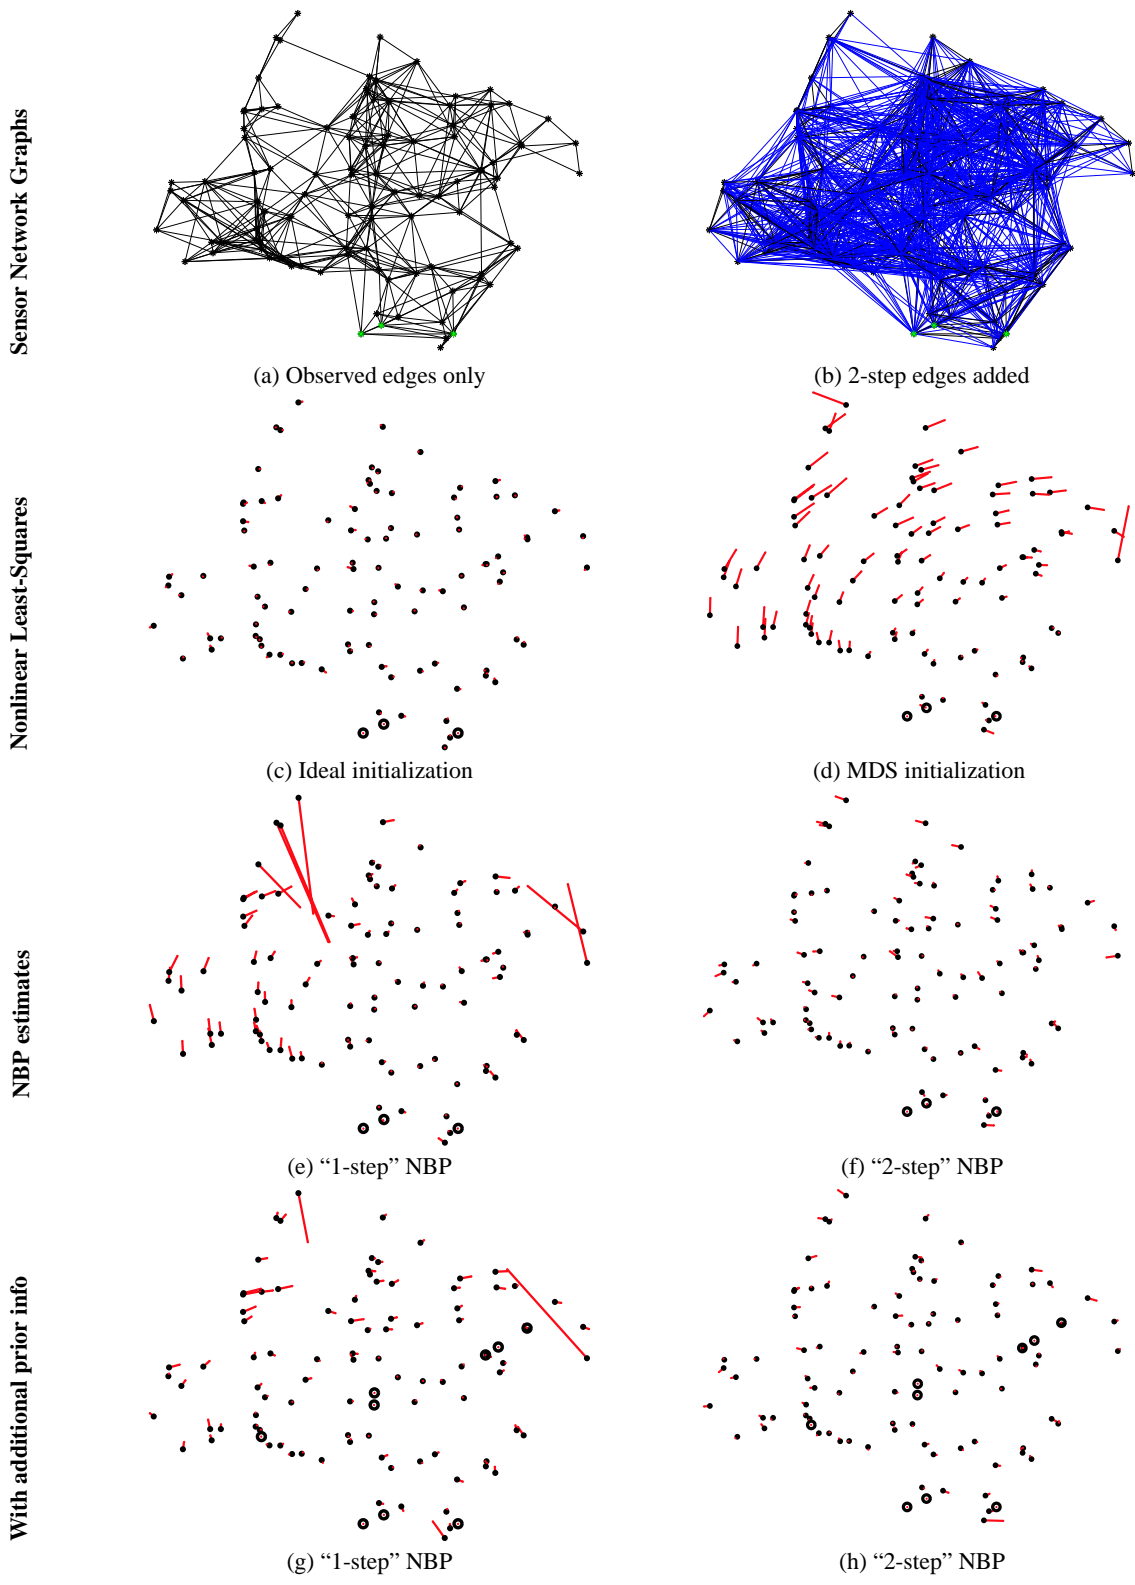 Sensor Network Graphs
(a) Observed edges only
(b) 2-step edges added
Nonlinear Least-Squares
(c) Ideal initialization
(d) MDS initialization
NBP estimates
(e) “1-step” NBP
(f) “2-step” NBP
With additional prior info
(g) “1-step” NBP
(h) “2-step” NBP